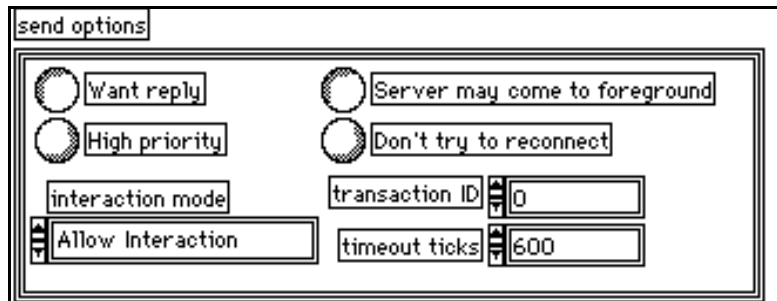 send options
Want reply
Server may come to foreground
High priority
Don't try to reconnect
interaction mode
transaction ID 0
Allow Interaction
timeout ticks 600